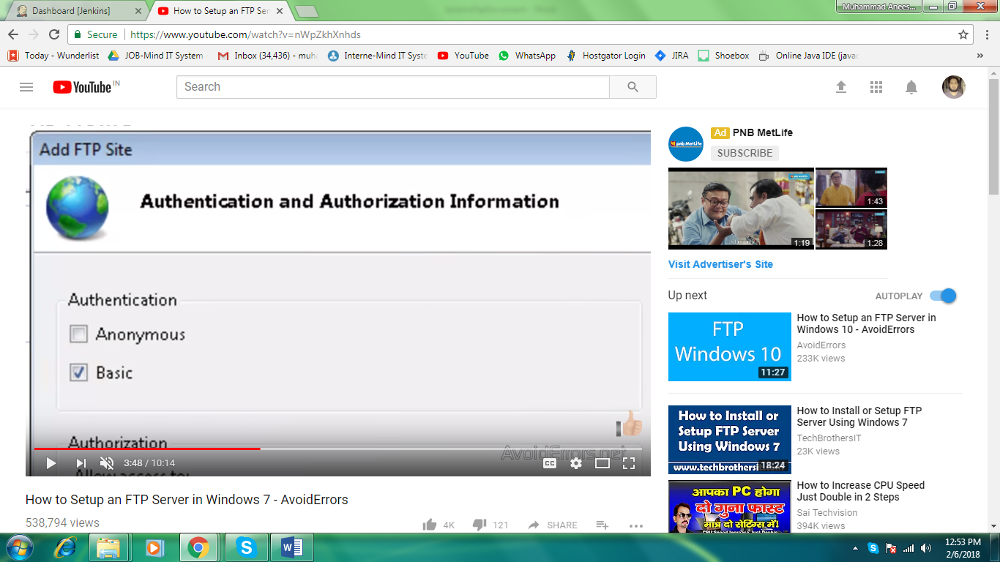 Dashboard [Jenkins]
How to Setup an FTP Ser
Muhammad Anees...
Secure
https://www.youtube.com/watch?v=nWpZkhXnhds
Today - Wunderlist
JOB-Mind IT System
Inbox (34,436) - muh
Interne-Mind IT Syste
YouTube
WhatsApp
Hostgator Login
JIRA
Shoebox
Online Java IDE (javac
»
YouTube IN
Search
Add FTP Site
Authentication and Authorization Information
Authentication
Anonymous
Basic
Authorization
Allow access to:
AvoidErrors.net
3:48 / 10:14
CC
How to Setup an FTP Server in Windows 7 - AvoidErrors
538,794 views
4K
121
SHARE
Ad PNB MetLife
SUBSCRIBE
pnb MetLife
1:19
1:43
1:28
Visit Advertiser's Site
Up next
AUTOPLAY
FTP
Windows 10
11:27
How to Setup an FTP Server in
Windows 10 - AvoidErrors
AvoidErrors
233K views
How to Install or
Setup FTP Server
Using Windows 7
www.techbrothersi
18:24
How to Install or Setup FTP
Server Using Windows 7
TechBrothersIT
23K views
आपका PC होगा
दो गुना फास्ट
मात्र दो सेटिंग्स में!
How to Increase CPU Speed
Just Double in 2 Steps
Sai Techvision
394K views
12:53 PM
2/6/2018